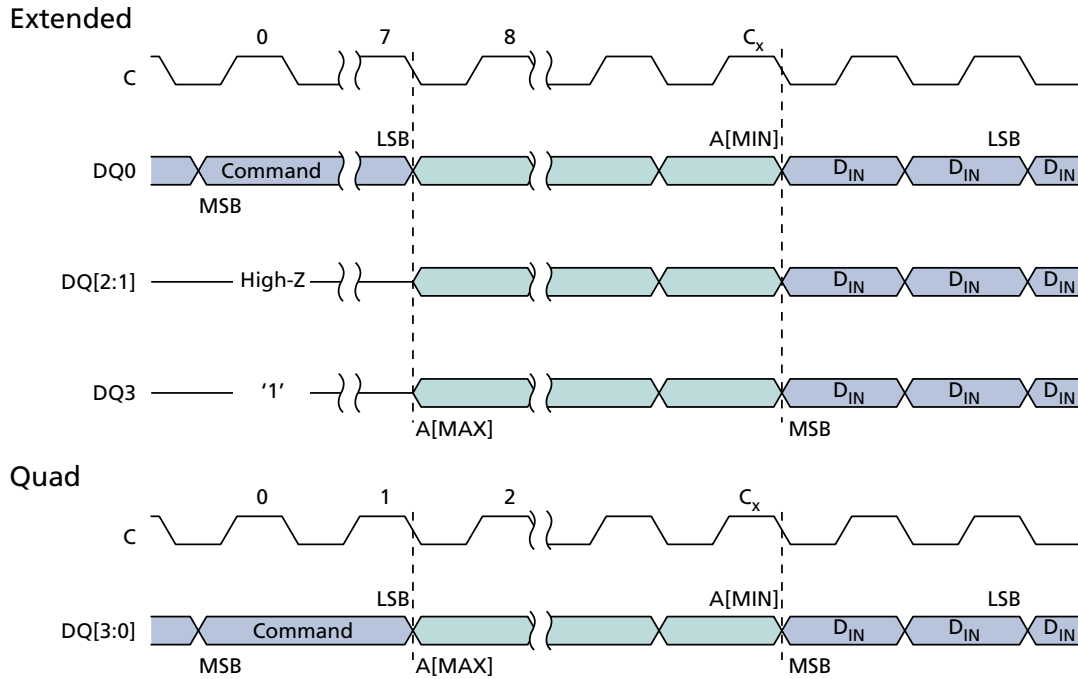 Extended
0 7 8 Cx
C
LSB A[MIN] LSB
DQ0 Command DIN DIN DIN
MSB
DQ[2:1] High-Z DIN DIN DIN
DQ3 '1' DIN DIN DIN
A[MAX] MSB
Quad
0 1 2 Cx
C
LSB A[MIN] LSB
DQ[3:0] Command DIN DIN DIN
MSB A[MAX] MSB